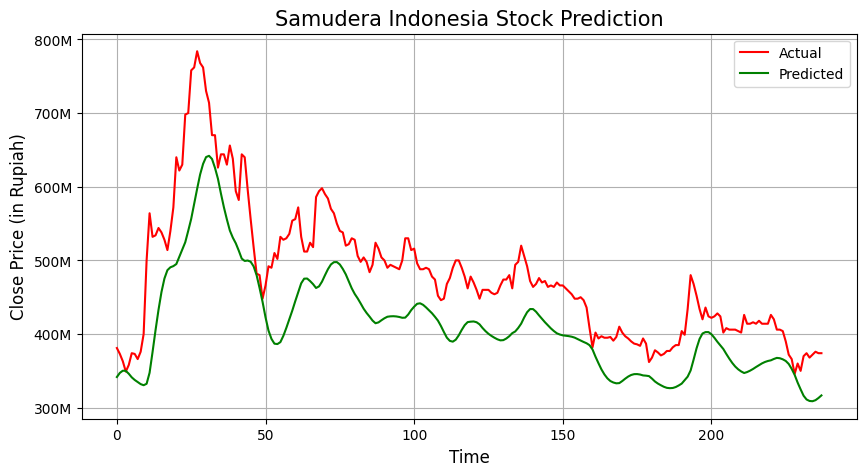 Samudera Indonesia Stock Prediction
Actual
Predicted
Close Price (in Rupiah)
800M
700M
600M
500M
400M
300M
0 50 100 150 200
Time